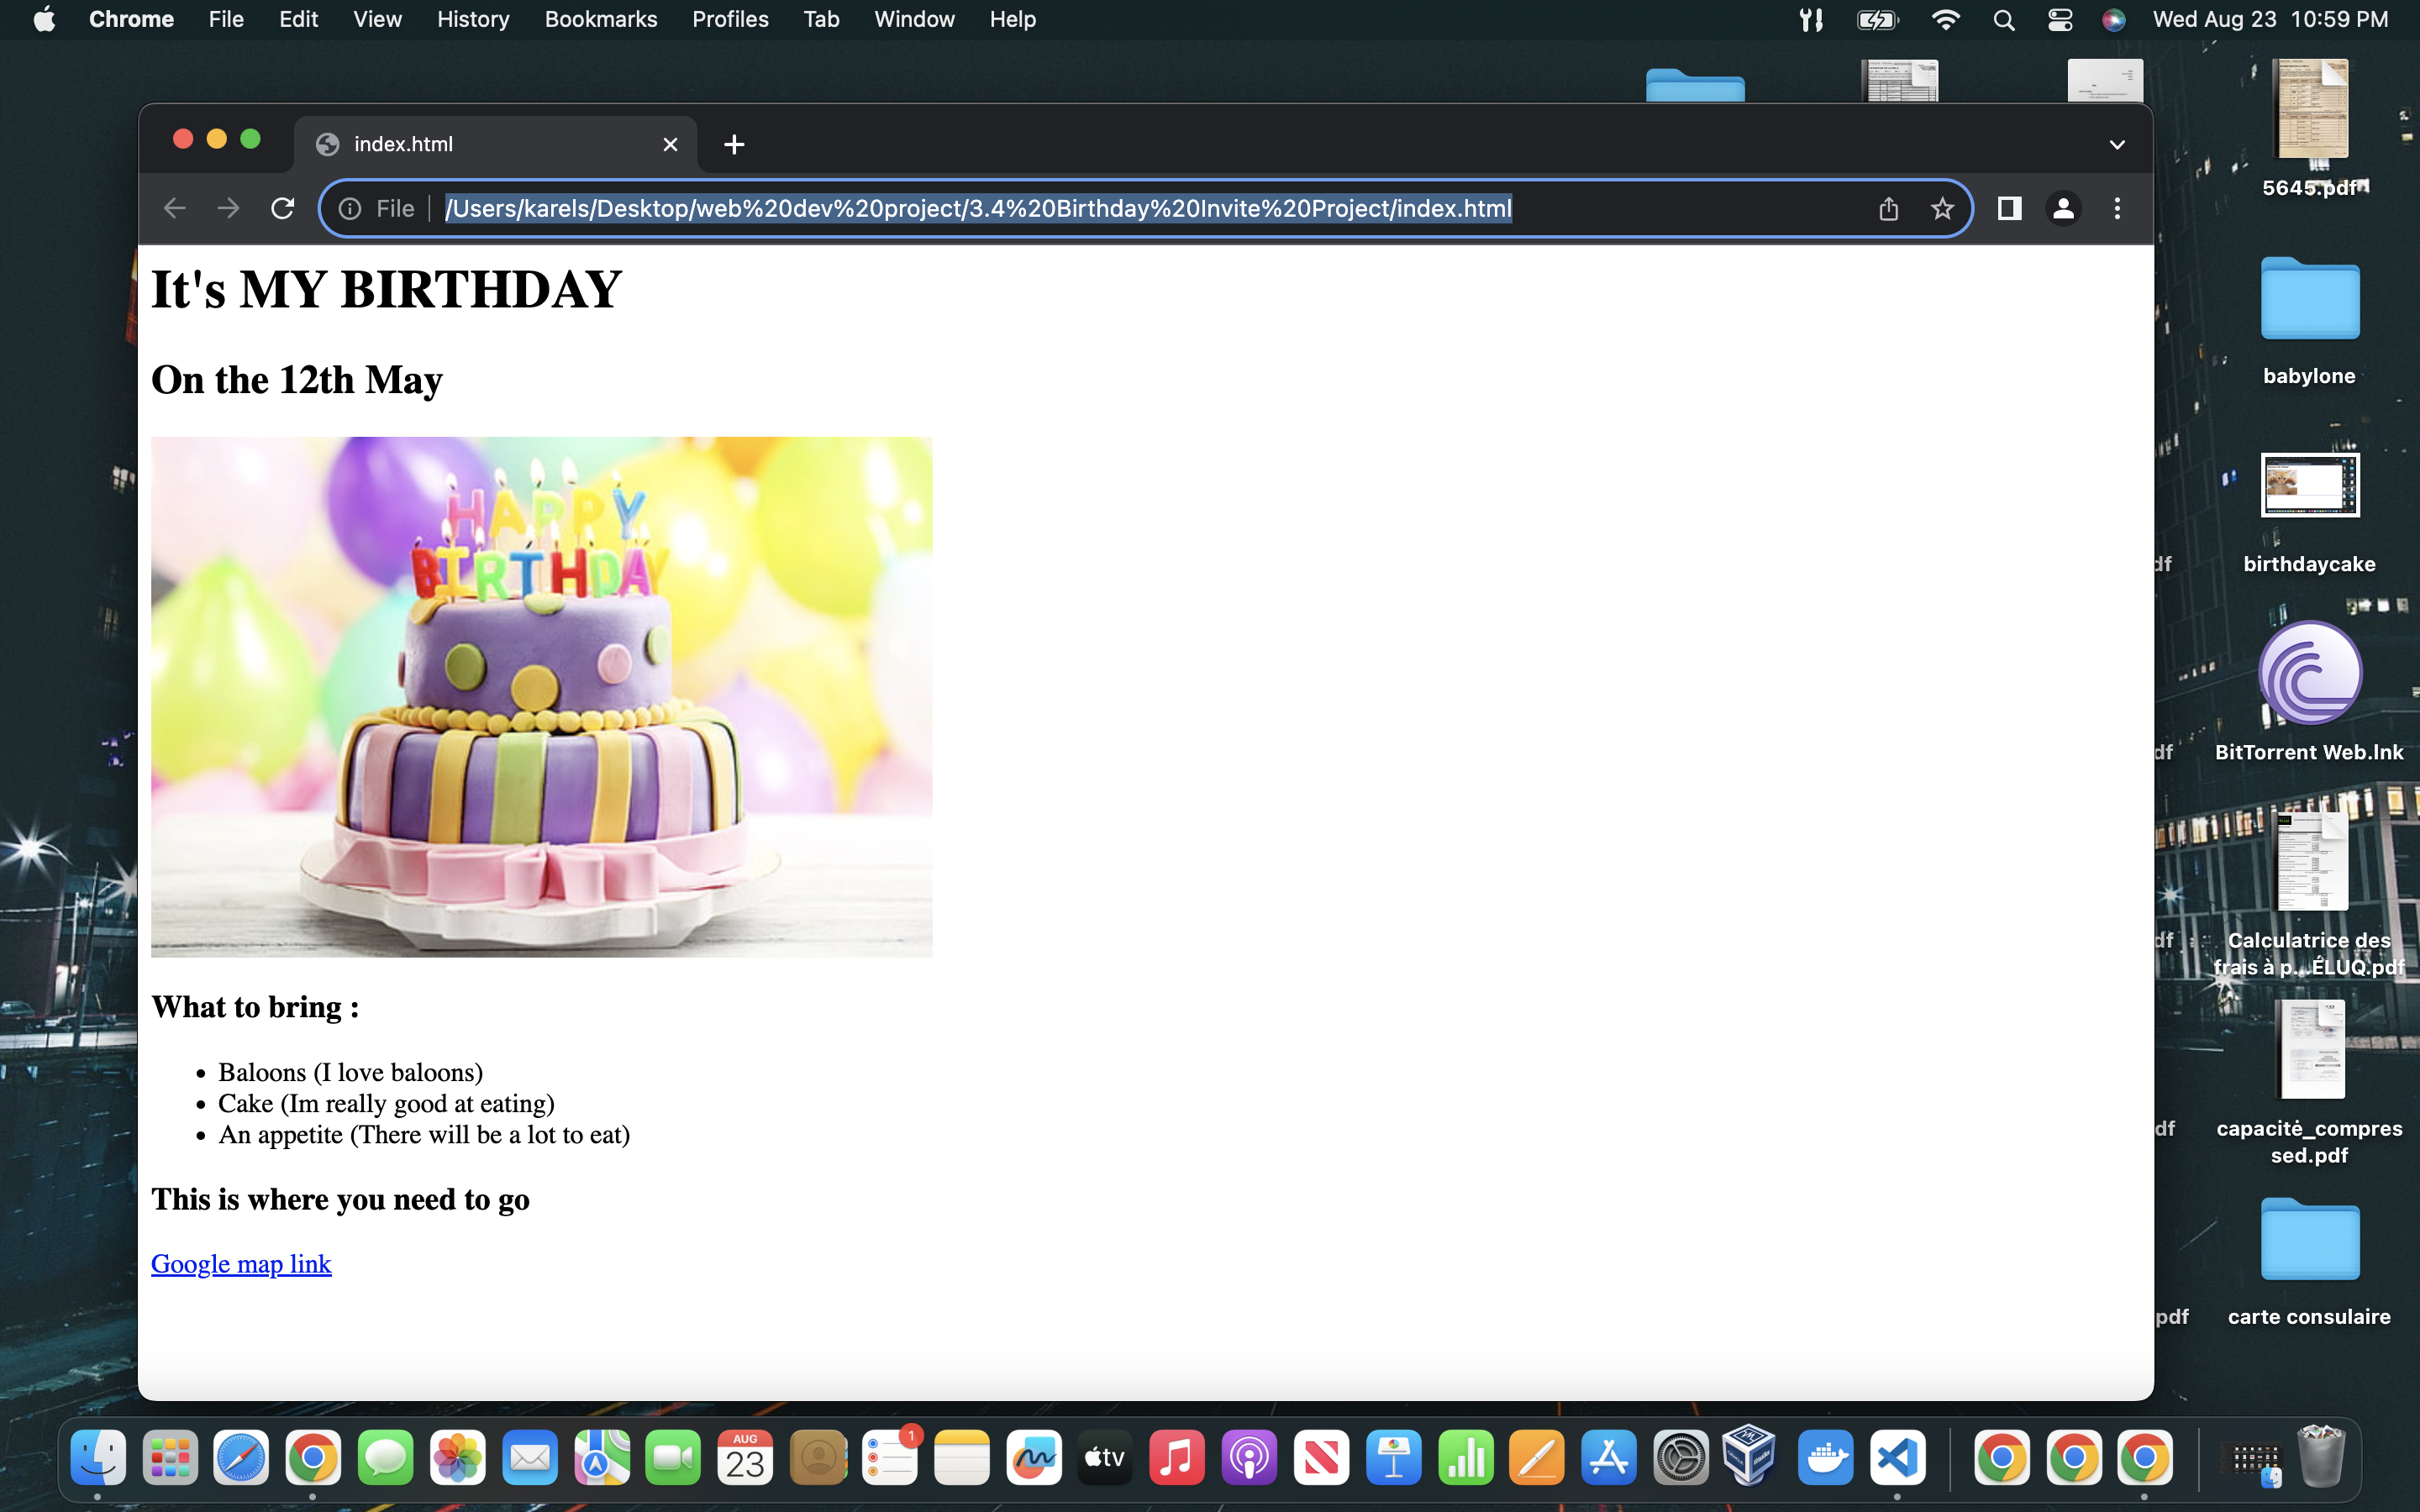 Chrome File Edit View History Bookmarks Profiles Tab Window Help Wed Aug 23 10:59 PM
index.html
File /Users/karels/Desktop/web%20dev%20project/3.4%20Birthday%20Invite%20Project/index.html
It's MY BIRTHDAY
On the 12th May
HAPPY
BIRTHDAY
What to bring :
Baloons (I love baloons)
Cake (Im really good at eating)
An appetite (There will be a lot to eat)
This is where you need to go
Google map link
5645.pdf
babylone
df
birthdaycake
df
BitTorrent Web.lnk
df
Calculatrice des
frais à p...ÉLUQ.pdf
df
capacité_compres
sed.pdf
pdf
carte consulaire
AUG
23
1
tv